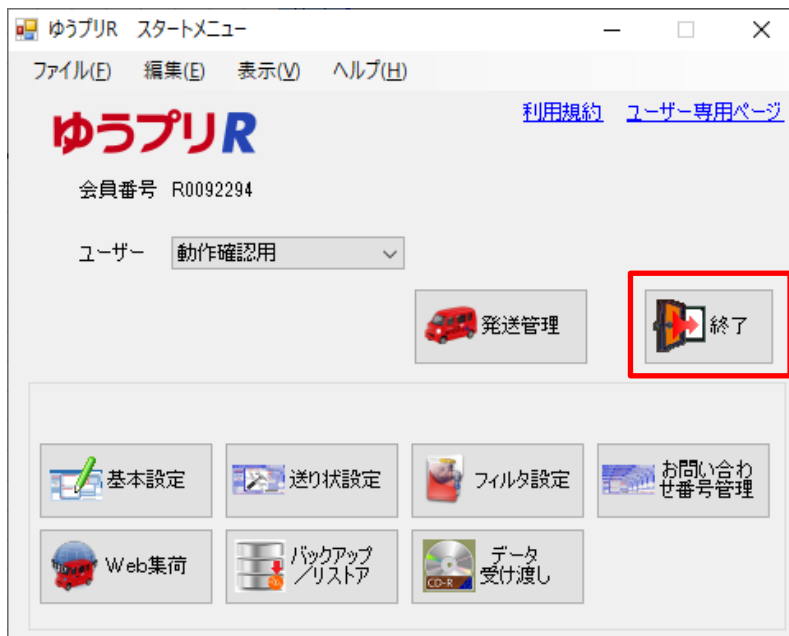 ゆうプリR スタートメニュー
ファイル(F) 編集(E) 表示(V) ヘルプ(H)
利用規約 ユーザー専用ページ
ゆうプリR
会員番号 R0092294
ユーザー 動作確認用
発送管理
終了
基本設定
送り状設定
フィルタ設定
お問い合わ
せ番号管理
Web集荷
バックアップ
/リストア
データ
受け渡し
CD-R